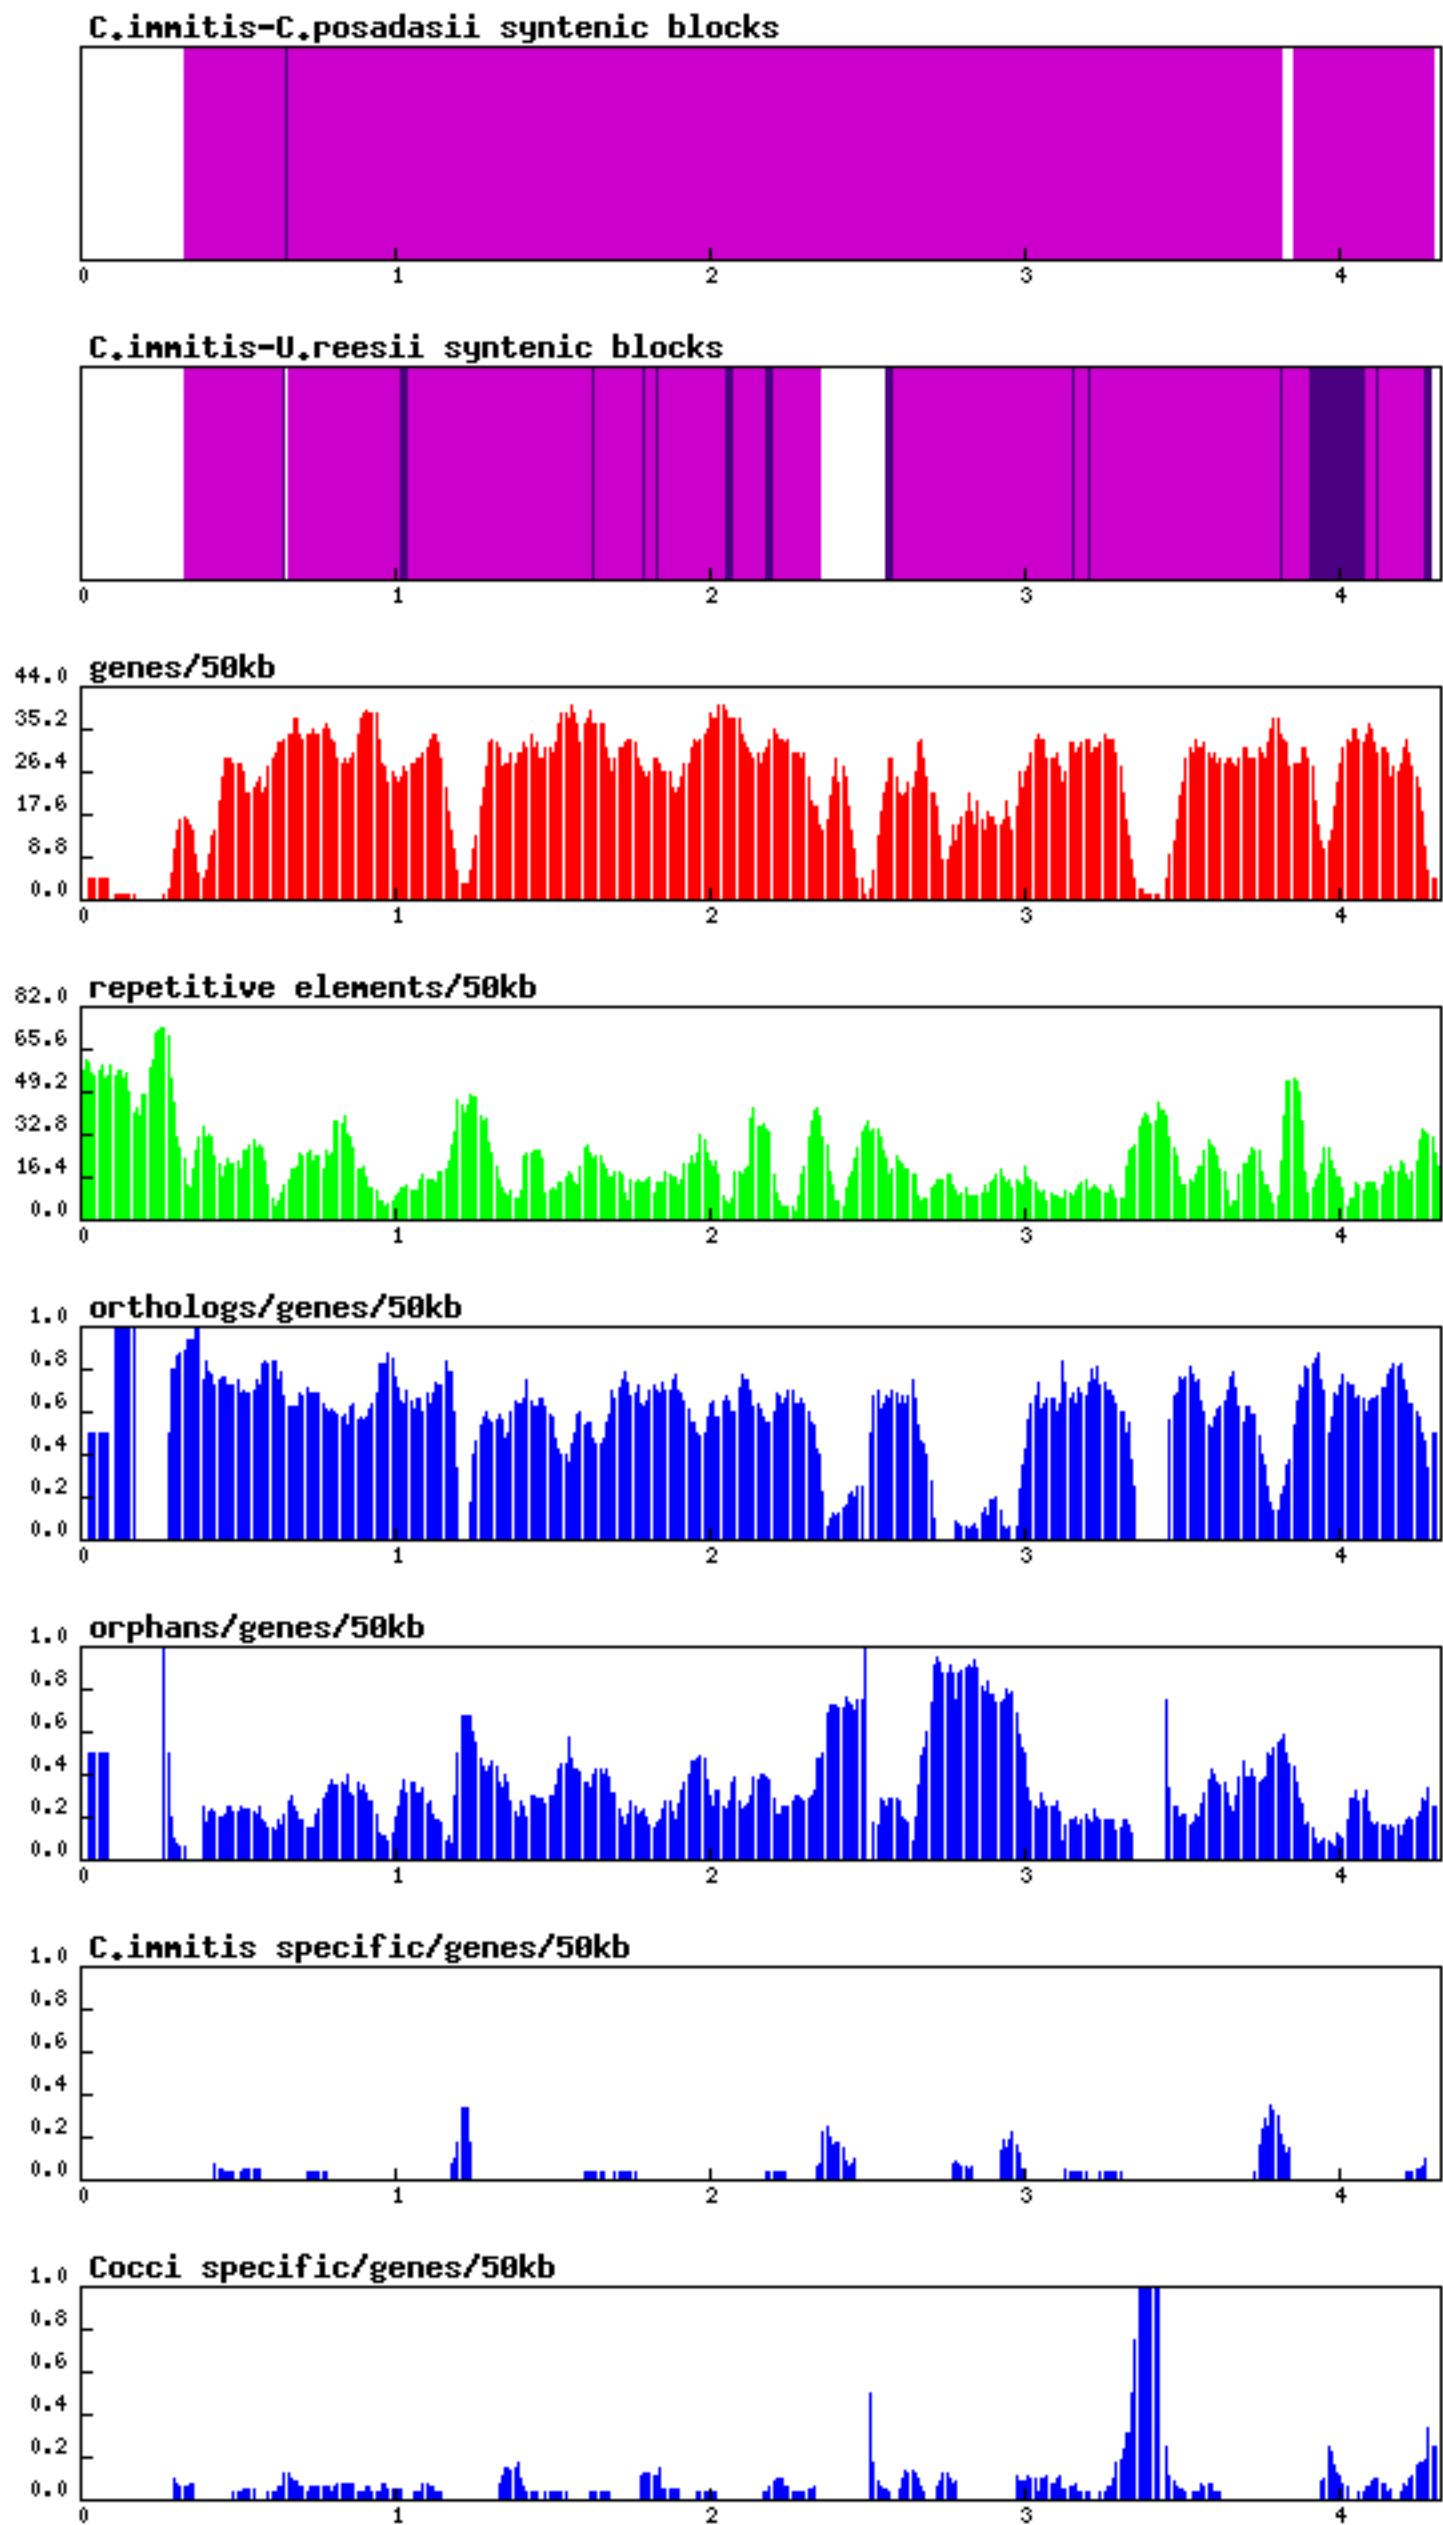 C.immitis-C.posadasii syntenic blocks
0 1 2 3 4
C.immitis-U.reesii syntenic blocks
0 1 2 3 4
genes/50kb
44.0
35.2
26.4
17.6
8.8
0.0
0 1 2 3 4
repetitive elements/50kb
82.0
65.6
49.2
32.8
16.4
0.0
0 1 2 3 4
orthologs/genes/50kb
1.0
0.8
0.6
0.4
0.2
0.0
0 1 2 3 4
orphans/genes/50kb
1.0
0.8
0.6
0.4
0.2
0.0
0 1 2 3 4
C.immitis specific/genes/50kb
1.0
0.8
0.6
0.4
0.2
0.0
0 1 2 3 4
Cocci specific/genes/50kb
1.0
0.8
0.6
0.4
0.2
0.0
0 1 2 3 4